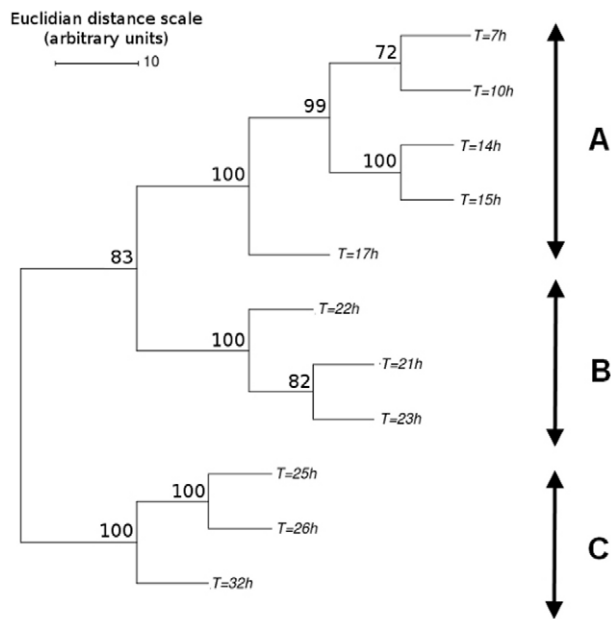 Euclidian distance scale
(arbitrary units)
10
72
T=7h
T=10h
99
100
T=14h
T=15h
A
100
T=17h
83
T=22h
100
T=21h
82
T=23h
B
T=25h
100
T=26h
100
T=32h
C